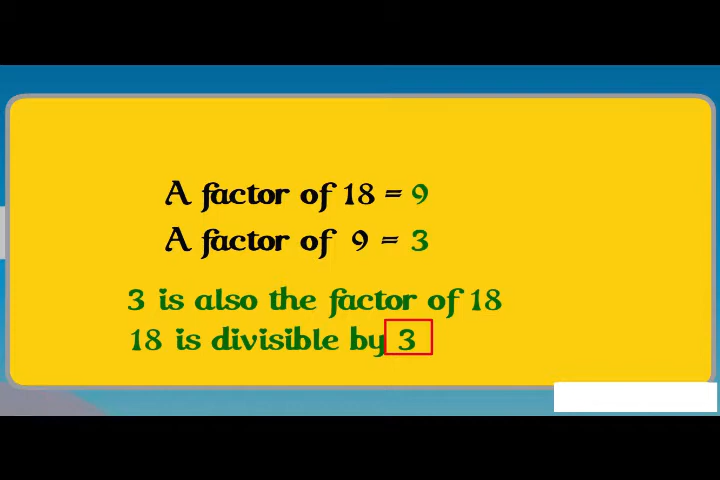 A factor of 18 = 9
A factor of 9 = 3
3 is also the factor of 18
18 is divisible by 3